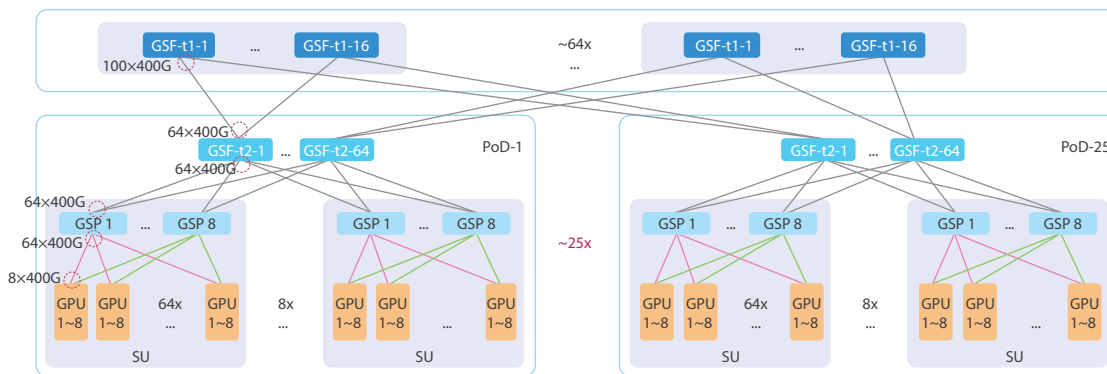 GSF-t1-1 ... GSF-t1-16 ~64x GSF-t1-1 ... GSF-t1-16
100×400G ...
64×400G
GSF-t2-1 ... GSF-t2-64 PoD-1 GSF-t2-1 ... GSF-t2-64 PoD-25
64×400G
64×400G
GSP 1 ... GSP 8 GSP 1 ... GSP 8 GSP 1 ... GSP 8 GSP 1 ... GSP 8
64×400G ~25x
8×400G
GPU GPU 64x GPU 8x GPU GPU GPU GPU GPU 64x GPU 8x GPU GPU GPU
1~8 1~8 ... 1~8 ... 1~8 1~8 ... 1~8 1~8 1~8 ... 1~8 ... 1~8 1~8 ... 1~8
SU SU SU SU